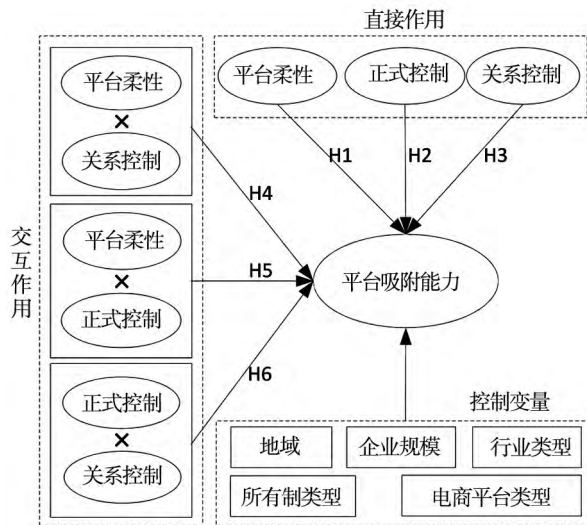 直接作用
平台柔性
正式控制
关系控制
H1
H2
H3
交互作用
平台柔性
×
关系控制
H4
平台柔性
×
正式控制
H5
正式控制
×
关系控制
H6
平台吸附能力
控制变量
地域
企业规模
行业类型
所有制类型
电商平台类型